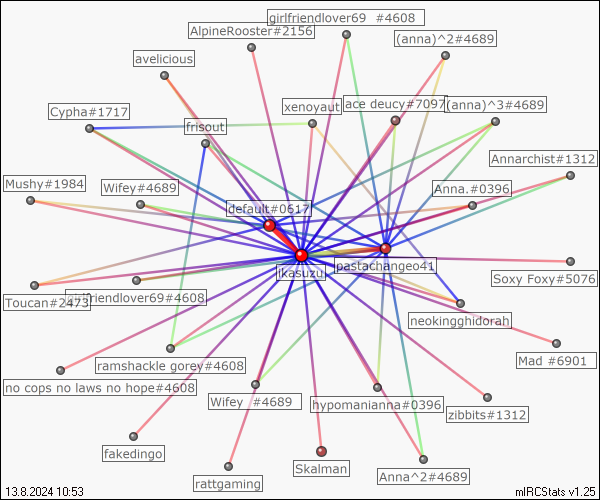 girlfriendlover69 #4608
AlpineRooster#2156
(anna)^2#4689
avelicious
xenoyaut
ace deucy#7097
(anna)^3#4689
Cypha#1717
frisout
Annarchist#1312
Mushy#1984
Wifey#4689
Anna.#0396
default#0617
pastachangeo41
ikasuzu
Soxy Foxy#5076
Toucan#2473
girlfriendlover69#4608
neokingghidorah
ramshackle gorey#4608
Mad #6901
no cops no laws no hope#4608
Wifey #4689
hypomanianna#0396
zibbits#1312
fakedingo
Skalman
Anna^2#4689
rattgaming
13.8.2024 10:53
mIRCStats v1.25